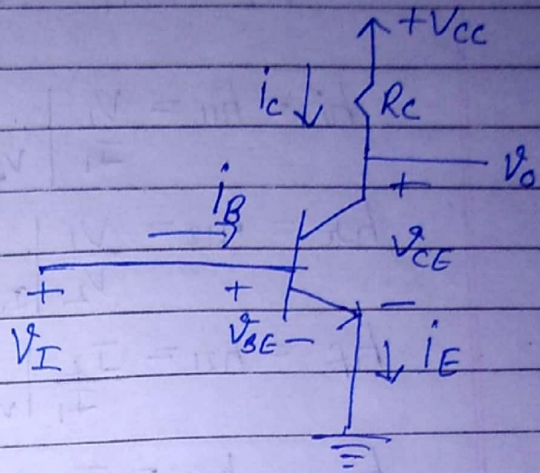 +Vcc
ic Rc
vo
+
iB
vCE
+ + −
VI vBE − iE